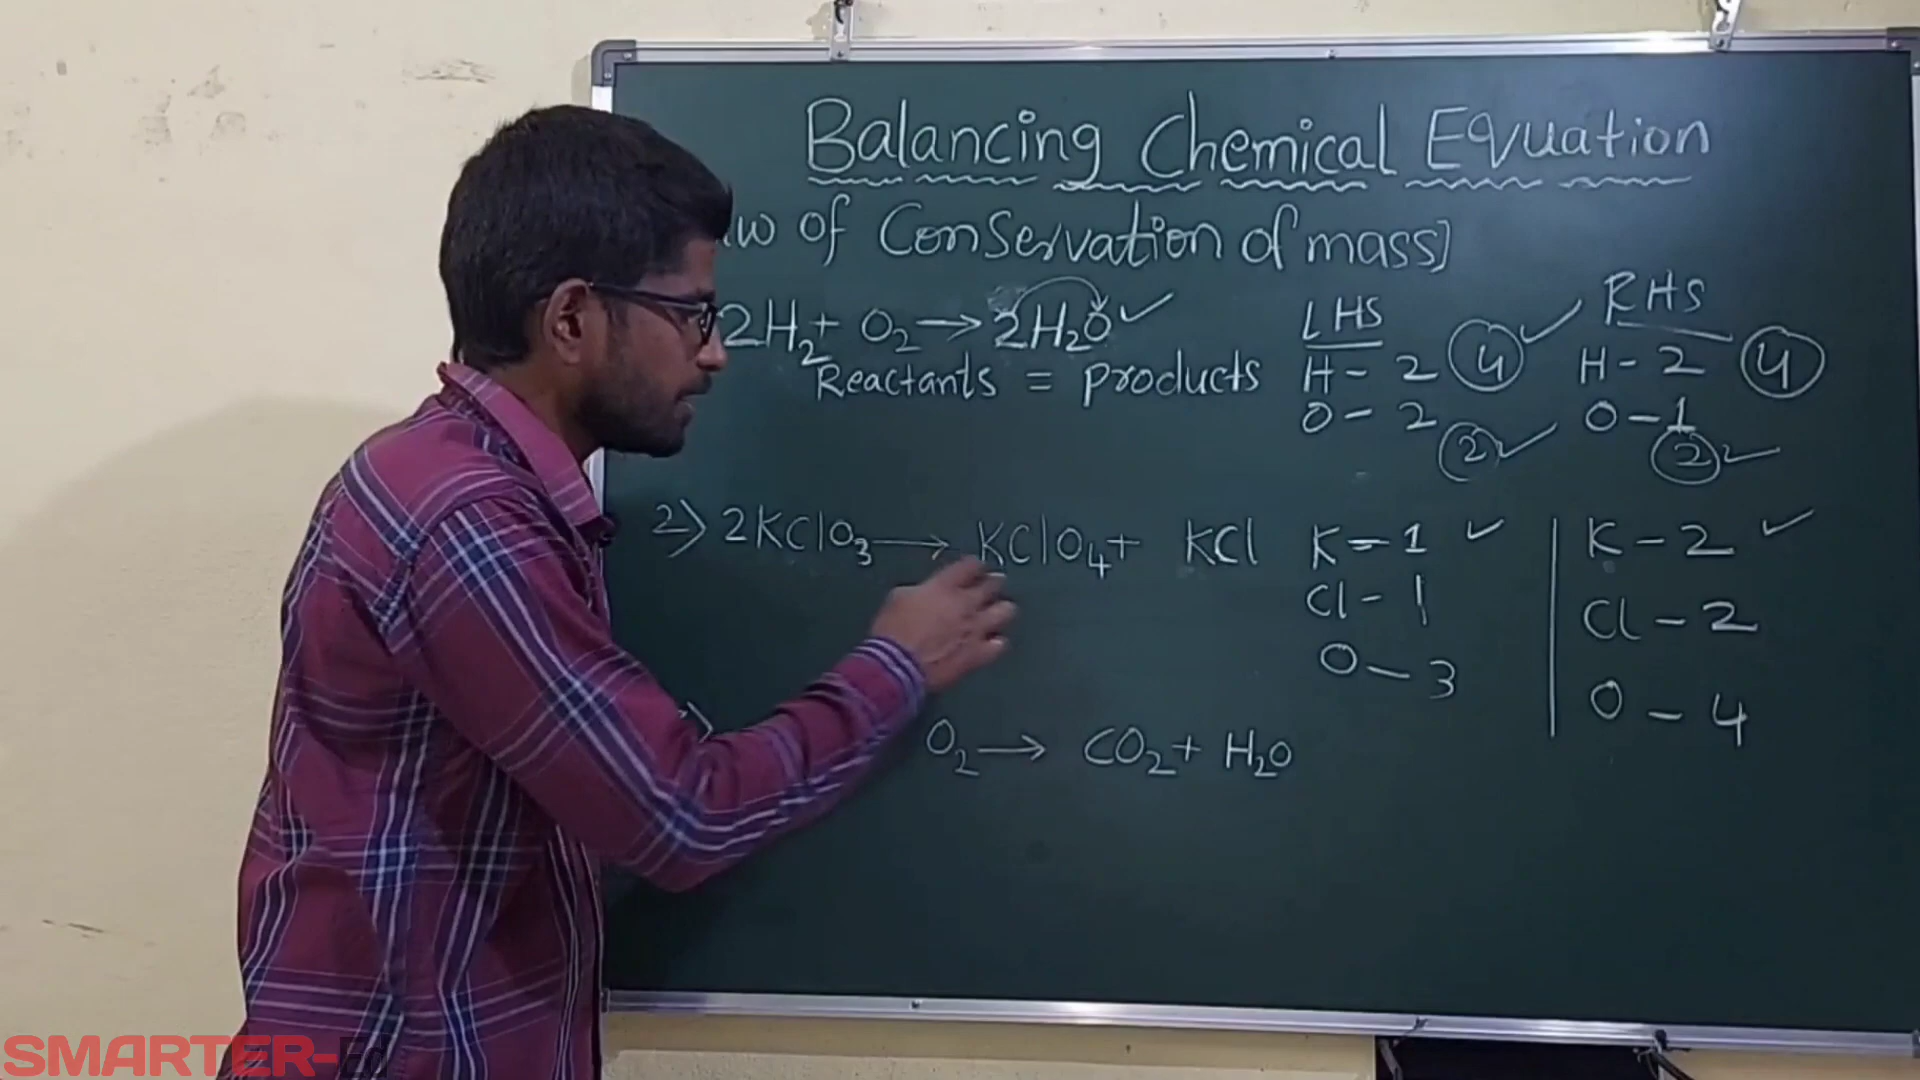 Balancing Chemical Equation
of Conservation of mass]
2H₂+ O₂ → 2H₂O ✓
Reactants = products
LHS
H - 2 4 ✓
O - 2
2 ✓
RHS
H - 2 4
O - 1
2 ✓
2) 2KClO₃ → KClO₄ + KCl
K - 1 ✓
Cl - 1
O - 3
K - 2 ✓
Cl - 2
O - 4
O₂ → CO₂ + H₂O
SMARTER-Ed